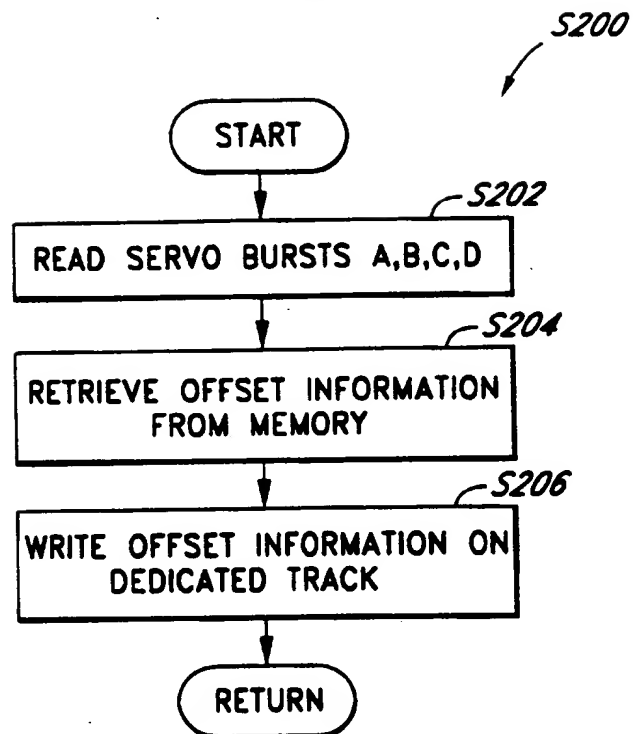 S200
START
S202
READ SERVO BURSTS A,B,C,D
S204
RETRIEVE OFFSET INFORMATION
FROM MEMORY
S206
WRITE OFFSET INFORMATION ON
DEDICATED TRACK
RETURN